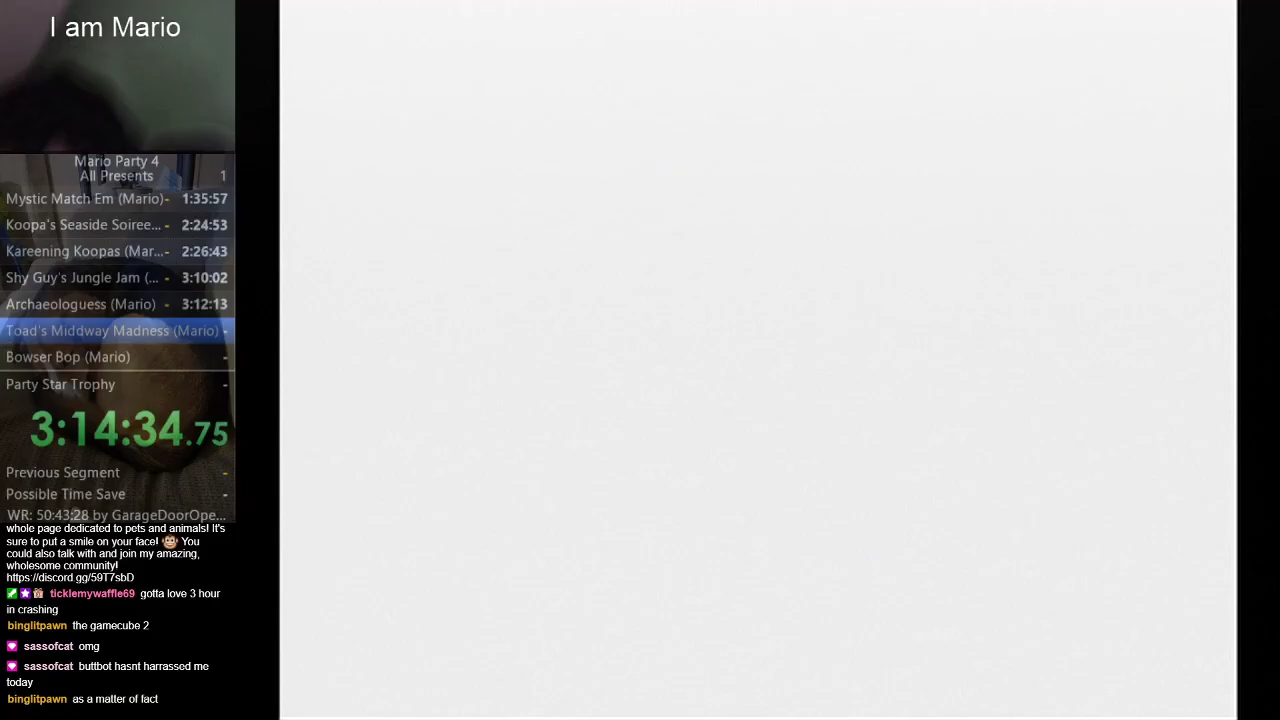 I am Mario
Mario Party 4
All Presents 1
Mystic Match Em (Mario) - 1:35:57
Koopa's Seaside Soiree... - 2:24:53
Kareening Koopas (Mar... - 2:26:43
Shy Guy's Jungle Jam (... - 3:10:02
Archaeologuess (Mario) - 3:12:13
Toad's Middway Madness (Mario) -
Bowser Bop (Mario) -
Party Star Trophy -
3:14:34.75
Previous Segment -
Possible Time Save -
WR: 50:43:28 by GarageDoorOpe...
whole page dedicated to pets and animals! It's
sure to put a smile on your face! 🐵 You
could also talk with and join my amazing,
wholesome community!
https://discord.gg/59T7sbD
ticklemywaffle69 gotta love 3 hour
in crashing
binglitpawn the gamecube 2
sassofcat omg
sassofcat buttbot hasnt harrassed me
today
binglitpawn as a matter of fact